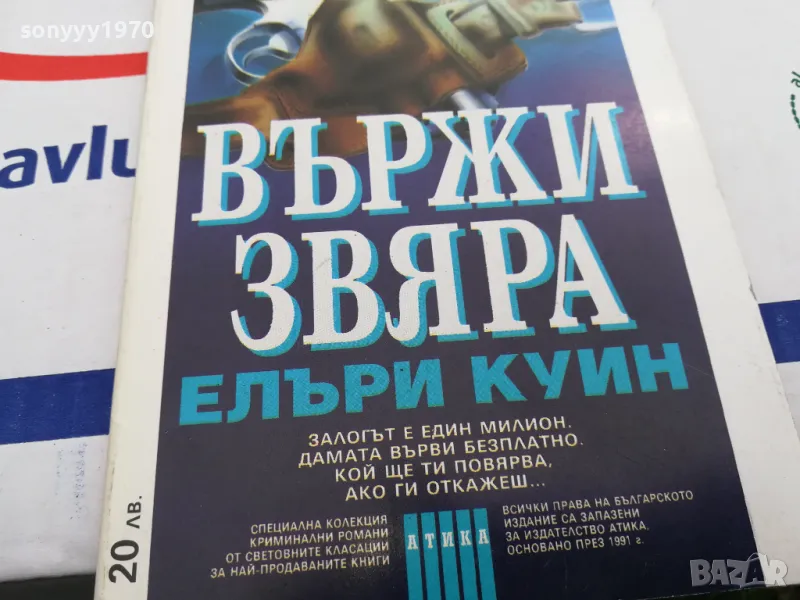 sonyyy1970
avlu
ВЪРЖИ
ЗВЯРА
ЕЛЪРИ КУИН
ЗАЛОГЪТ Е ЕДИН МИЛИОН.
ДАМАТА ВЪРВИ БЕЗПЛАТНО.
КОЙ ЩЕ ТИ ПОВЯРВА,
АКО ГИ ОТКАЖЕШ...
20 ЛВ.
СПЕЦИАЛНА КОЛЕКЦИЯ
КРИМИНАЛНИ РОМАНИ
ОТ СВЕТОВНИТЕ КЛАСАЦИИ
ЗА НАЙ-ПРОДАВАНИТЕ КНИГИ
АТИКА
ВСИЧКИ ПРАВА НА БЪЛГАРСКОТО
ИЗДАНИЕ СА ЗАПАЗЕНИ
ЗА ИЗДАТЕЛСТВО АТИКА,
ОСНОВАНО ПРЕЗ 1991 г.
BAZAR